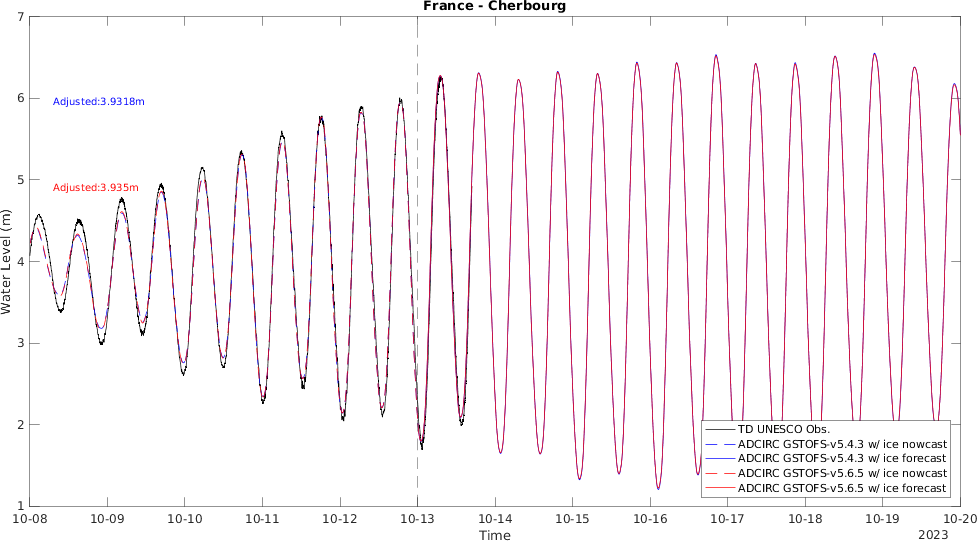 France - Cherbourg
7
6
5
4
3
2
1
Water Level (m)
Adjusted:3.9318m
Adjusted:3.935m
TD UNESCO Obs.
ADCIRC GSTOFS-v5.4.3 w/ ice nowcast
ADCIRC GSTOFS-v5.4.3 w/ ice forecast
ADCIRC GSTOFS-v5.6.5 w/ ice nowcast
ADCIRC GSTOFS-v5.6.5 w/ ice forecast
10-08 10-09 10-10 10-11 10-12 10-13 10-14 10-15 10-16 10-17 10-18 10-19 10-20
Time
2023